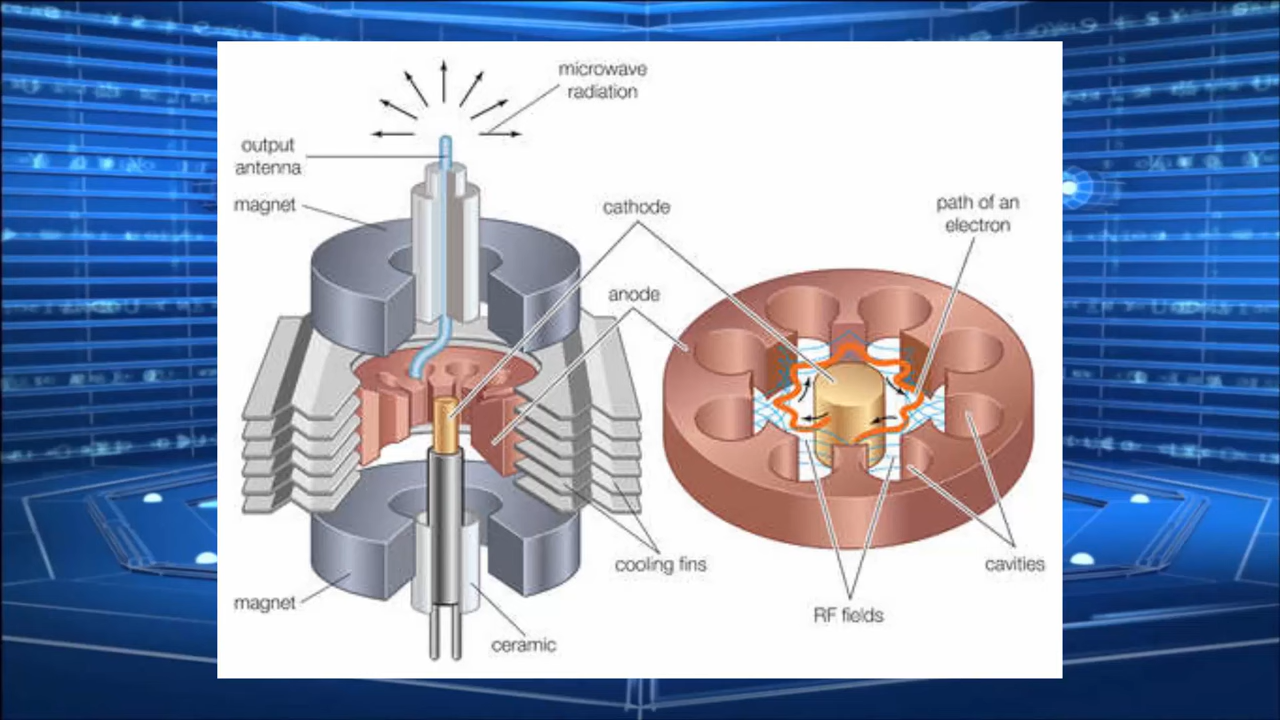 microwave
radiation
output
antenna
magnet
cathode
path of an
electron
anode
cooling fins
cavities
magnet
RF fields
ceramic